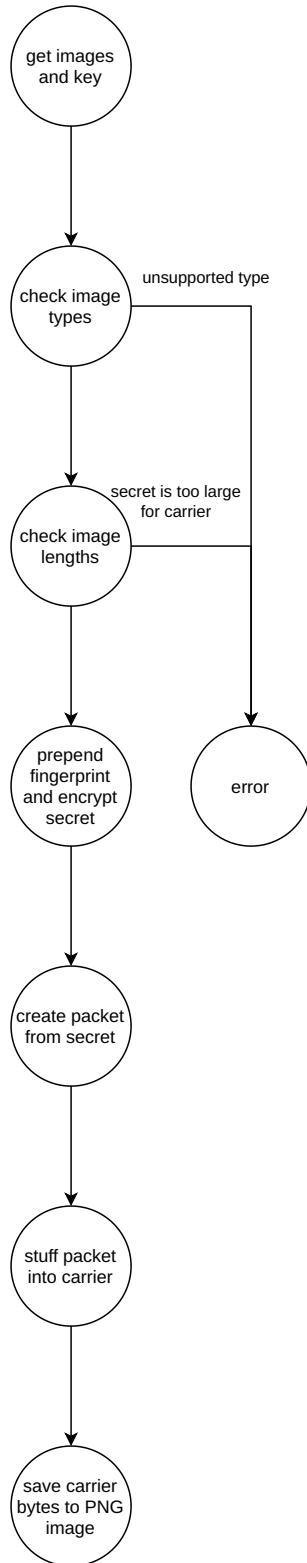 get images
and key
unsupported type
check image
types
secret is too large
for carrier
check image
lengths
prepend
fingerprint
and encrypt
secret
error
create packet
from secret
stuff packet
into carrier
save carrier
bytes to PNG
image